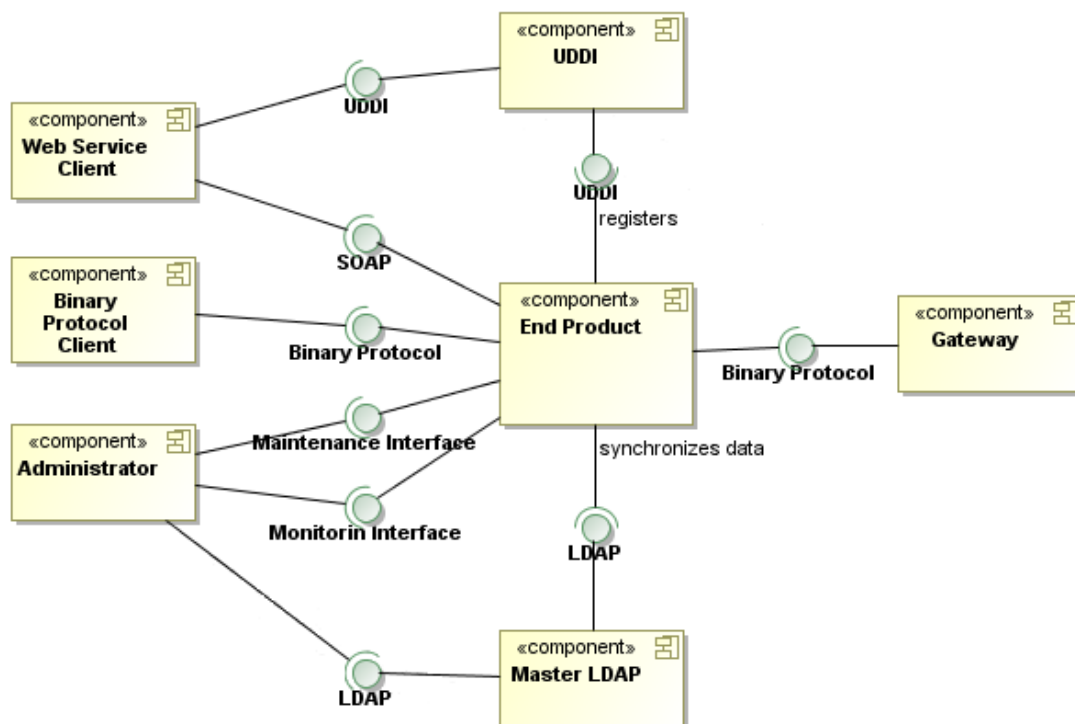 «component»
UDDI
UDDI
«component»
Web Service
Client
UDDI
registers
SOAP
«component»
Binary
Protocol
Client
«component»
End Product
«component»
Gateway
Binary Protocol
Binary Protocol
«component»
Administrator
Maintenance Interface
synchronizes data
Monitorin Interface
LDAP
«component»
Master LDAP
LDAP